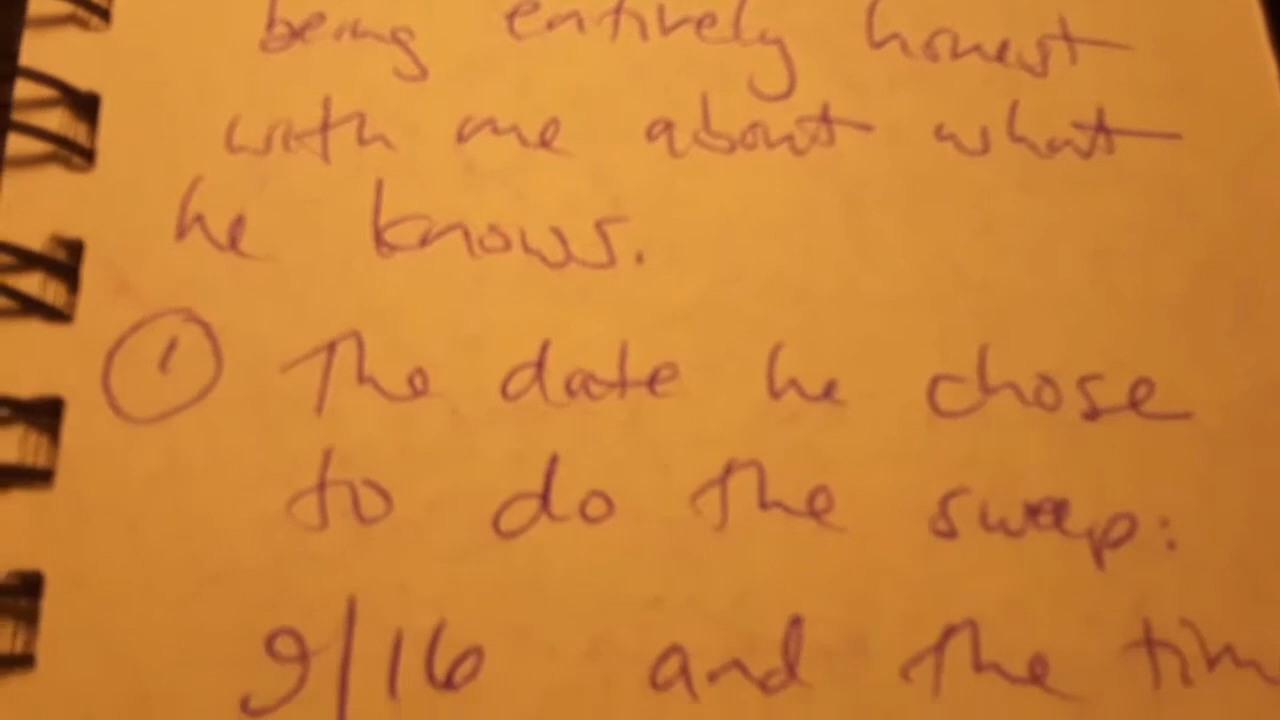 being entirely honest
with me about what
he knows.
① The date he chose
to do the swap:
9/16 and the tim